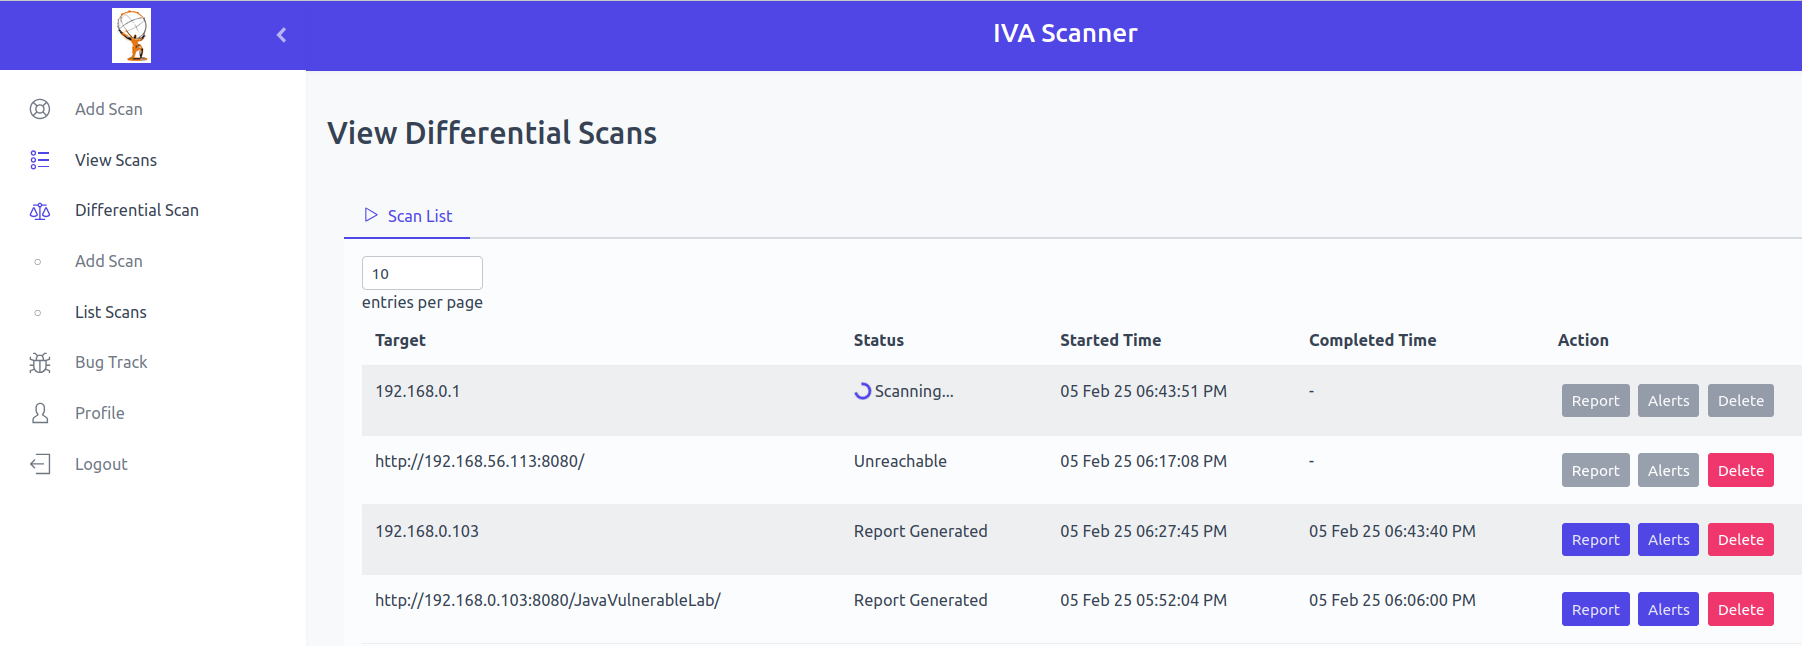 IVA Scanner
Add Scan
View Scans
Differential Scan
Add Scan
List Scans
Bug Track
Profile
Logout
View Differential Scans
Scan List
10
entries per page
Target Status Started Time Completed Time Action
192.168.0.1 Scanning... 05 Feb 25 06:43:51 PM - Report Alerts Delete
http://192.168.56.113:8080/ Unreachable 05 Feb 25 06:17:08 PM - Report Alerts Delete
192.168.0.103 Report Generated 05 Feb 25 06:27:45 PM 05 Feb 25 06:43:40 PM Report Alerts Delete
http://192.168.0.103:8080/JavaVulnerableLab/ Report Generated 05 Feb 25 05:52:04 PM 05 Feb 25 06:06:00 PM Report Alerts Delete